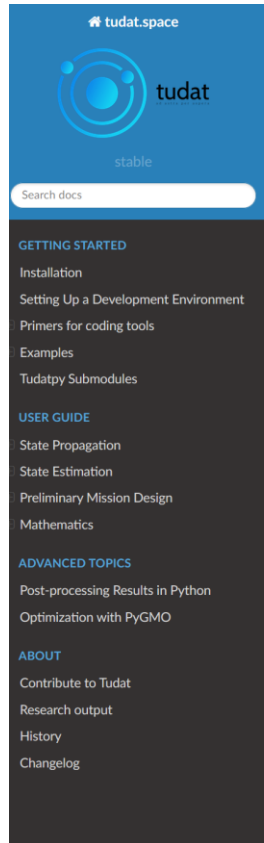 tudat.space
tudat
stable
Search docs
GETTING STARTED
Installation
Setting Up a Development Environment
Primers for coding tools
Examples
Tudatpy Submodules
USER GUIDE
State Propagation
State Estimation
Preliminary Mission Design
Mathematics
ADVANCED TOPICS
Post-processing Results in Python
Optimization with PyGMO
ABOUT
Contribute to Tudat
Research output
History
Changelog